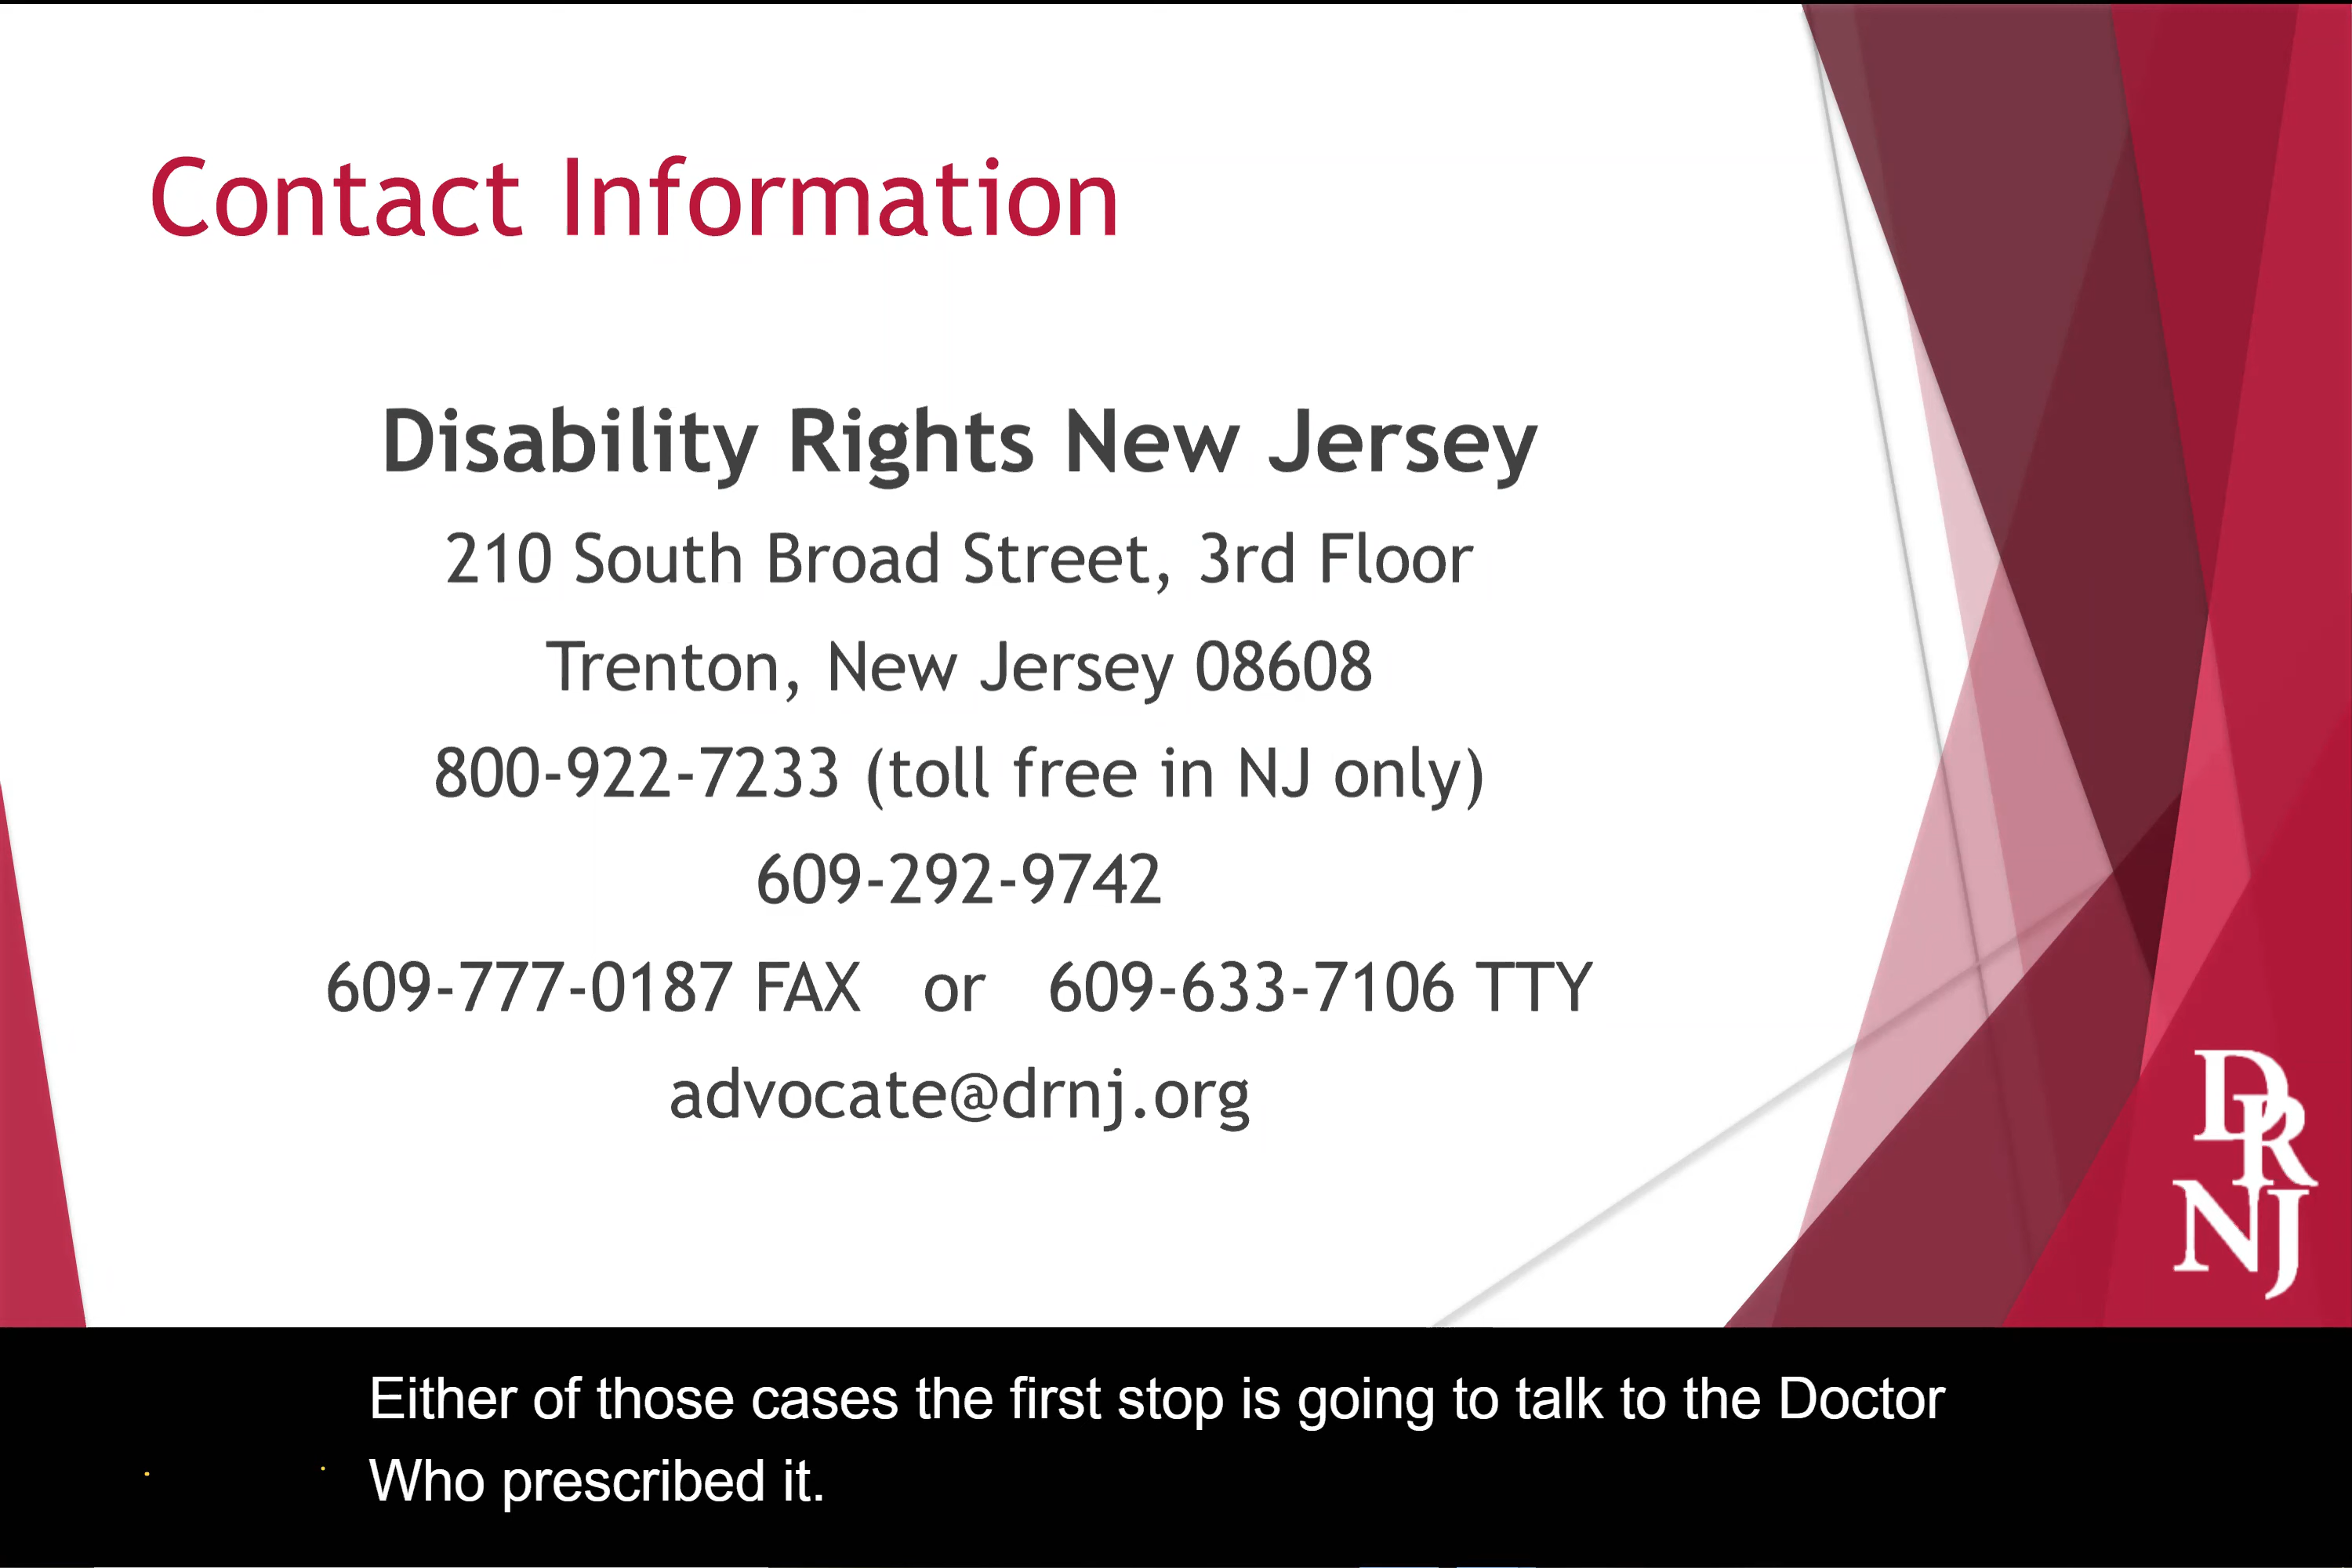 Contact Information
Disability Rights New Jersey
210 South Broad Street, 3rd Floor
Trenton, New Jersey 08608
800-922-7233 (toll free in NJ only)
609-292-9742
609-777-0187 FAX or 609-633-7106 TTY
advocate@drnj.org
DR
NJ
Either of those cases the first stop is going to talk to the Doctor
Who prescribed it.